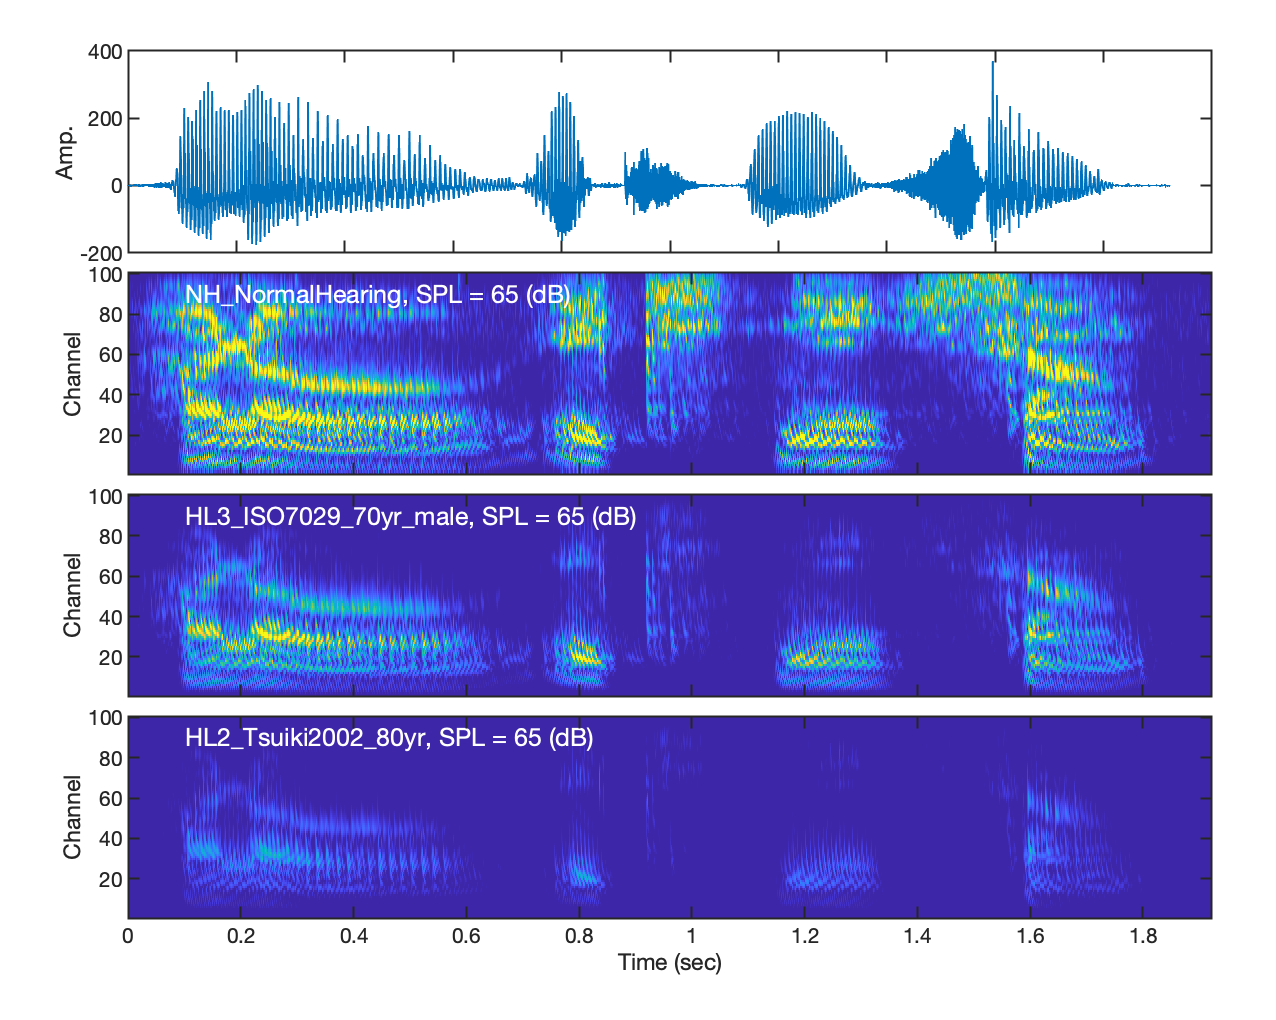 400
200
0
-200
Amp.
NH_NormalHearing, SPL = 65 (dB)
100
80
60
40
20
Channel
HL3_ISO7029_70yr_male, SPL = 65 (dB)
100
80
60
40
20
Channel
HL2_Tsuiki2002_80yr, SPL = 65 (dB)
100
80
60
40
20
Channel
0 0.2 0.4 0.6 0.8 1 1.2 1.4 1.6 1.8
Time (sec)